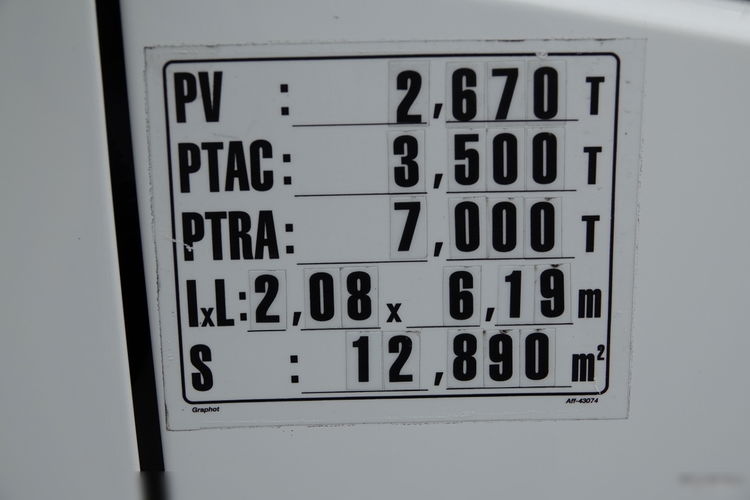 PV : 2,670 T
PTAC: 3,500 T
PTRA: 7,000 T
lxL: 2,08 x 6,19 m
S : 12,890 m²
Graphot Aff-43074